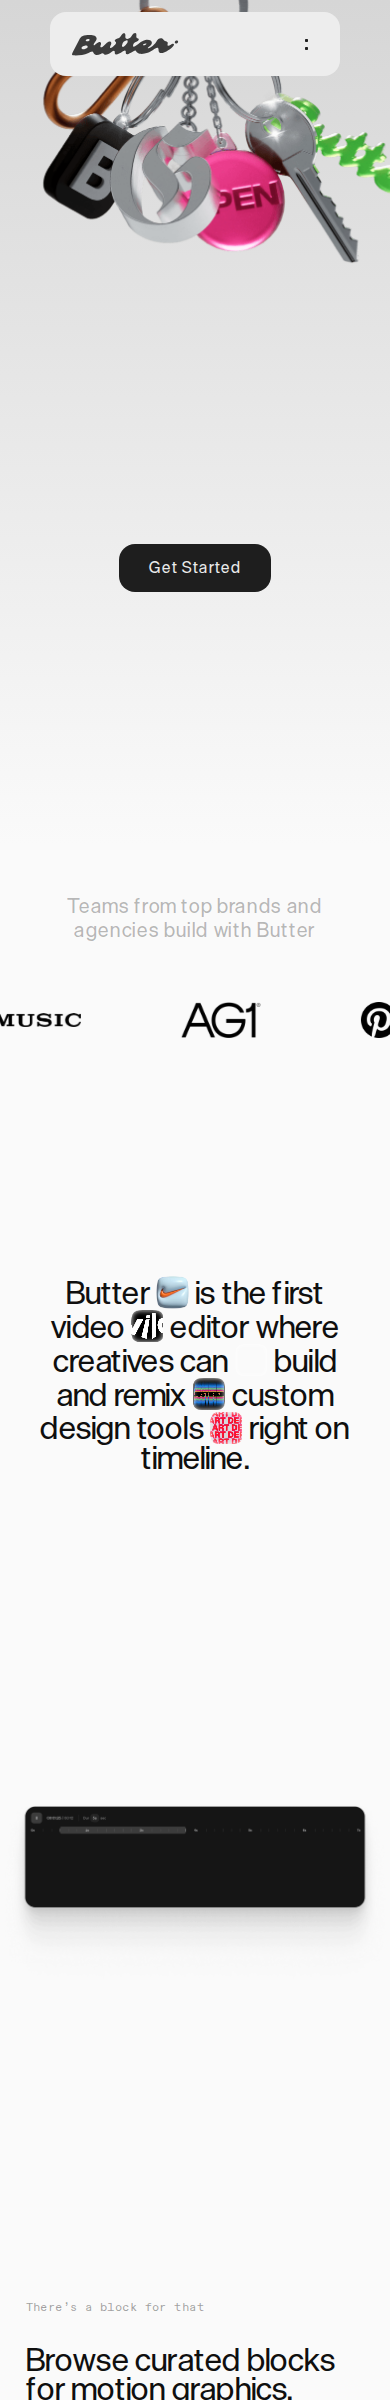 Butter
B
OPEN
Butte
Get Started
Teams from top brands and
agencies build with Butter
MUSIC
AG1
Butter is the first
video editor where
creatives can build
and remix custom
design tools right on
timeline.
There's a block for that
Browse curated blocks
for motion graphics,